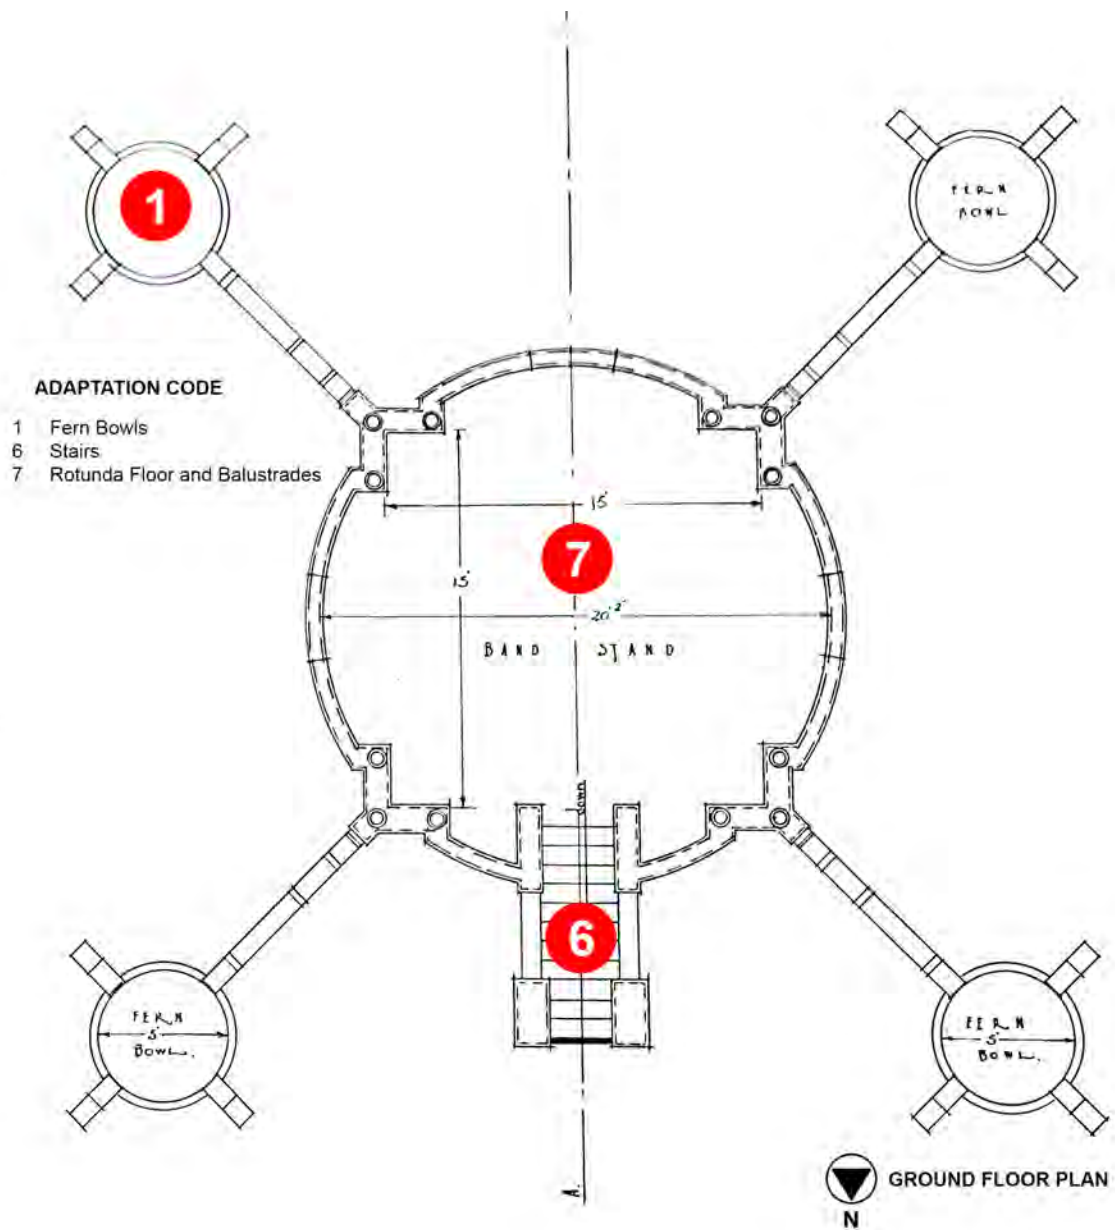 1
FERN
BOWL
ADAPTATION CODE
1 Fern Bowls
6 Stairs
7 Rotunda Floor and Balustrades
15'
7
15'
20'2"
BAND STAND
DOWN
6
FERN
5'
BOWL.
FERN
5'
BOWL.
A.
GROUND FLOOR PLAN
N